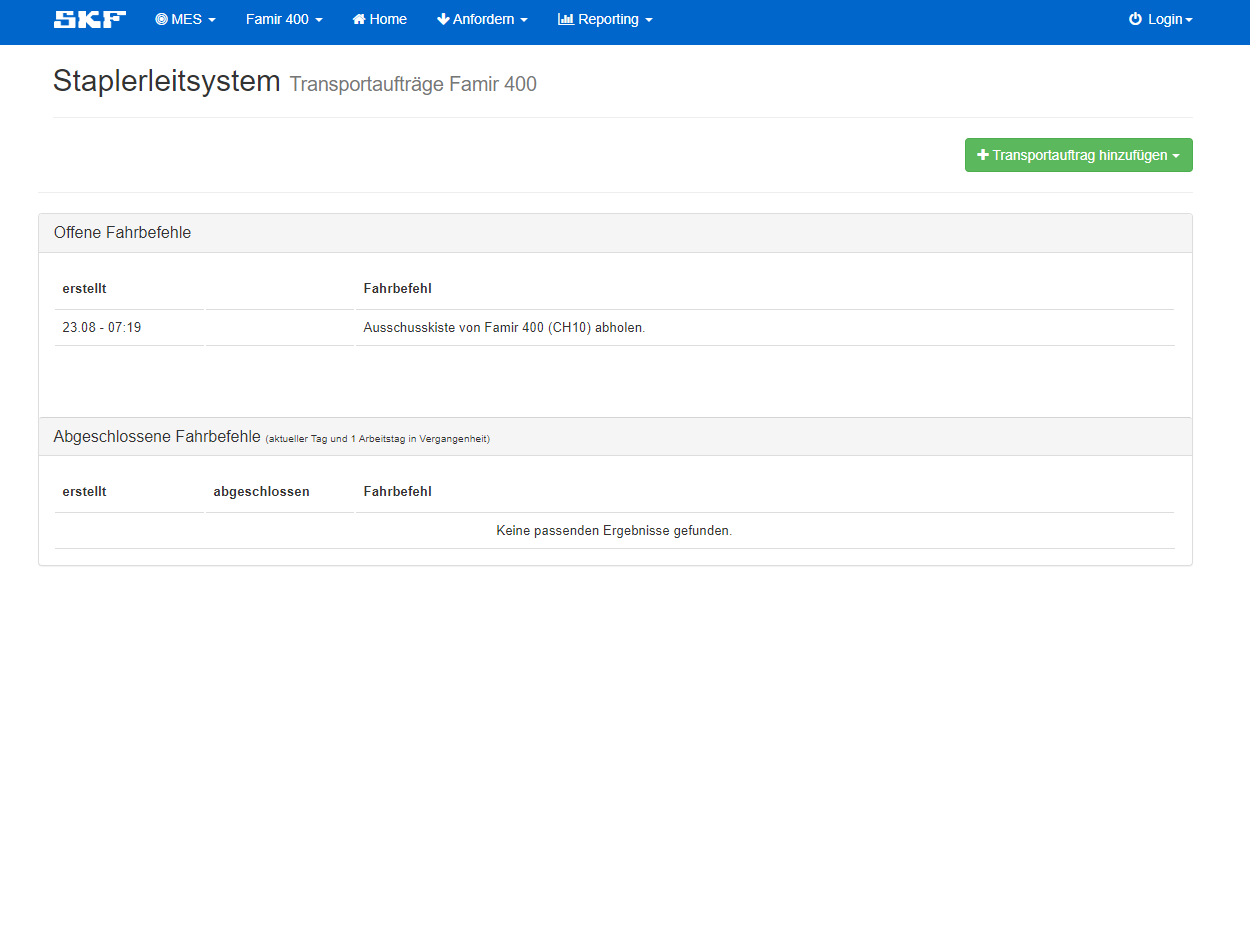 SKF MES Famir 400 Home Anfordern Reporting Login
Staplerleitsystem Transportaufträge Famir 400
Transportauftrag hinzufügen
Offene Fahrbefehle
erstellt Fahrbefehl
23.08 - 07:19 Ausschusskiste von Famir 400 (CH10) abholen.
Abgeschlossene Fahrbefehle (aktueller Tag und 1 Arbeitstag in Vergangenheit)
erstellt abgeschlossen Fahrbefehl
Keine passenden Ergebnisse gefunden.